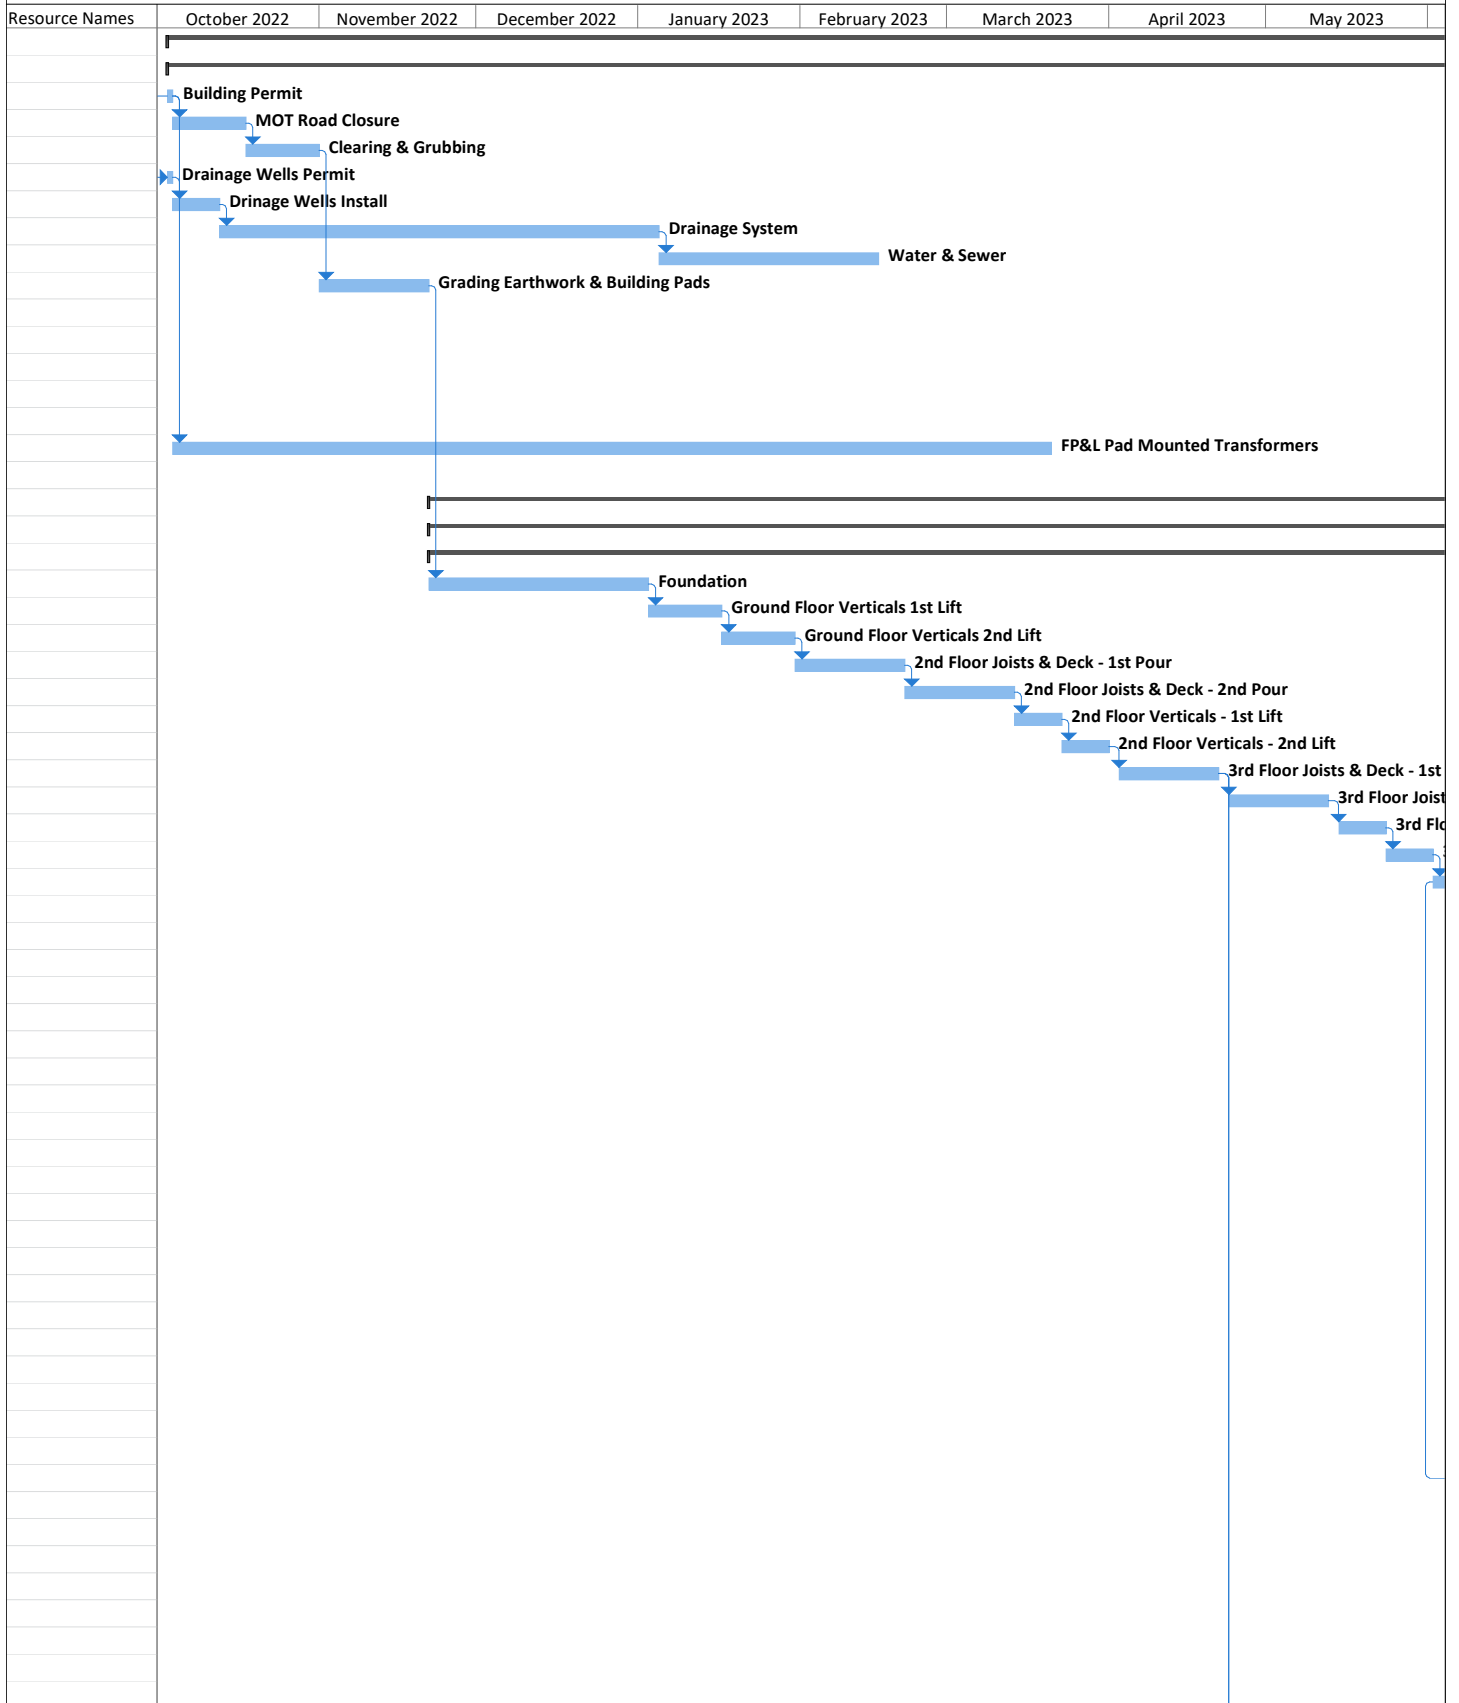 Resource Names October 2022 November 2022 December 2022 January 2023 February 2023 March 2023 April 2023 May 2023
Building Permit
MOT Road Closure
Clearing & Grubbing
Drainage Wells Permit
Drinage Wells Install
Drainage System
Water & Sewer
Grading Earthwork & Building Pads
FP&L Pad Mounted Transformers
Foundation
Ground Floor Verticals 1st Lift
Ground Floor Verticals 2nd Lift
2nd Floor Joists & Deck - 1st Pour
2nd Floor Joists & Deck - 2nd Pour
2nd Floor Verticals - 1st Lift
2nd Floor Verticals - 2nd Lift
3rd Floor Joists & Deck - 1st
3rd Floor Joist
3rd Flo